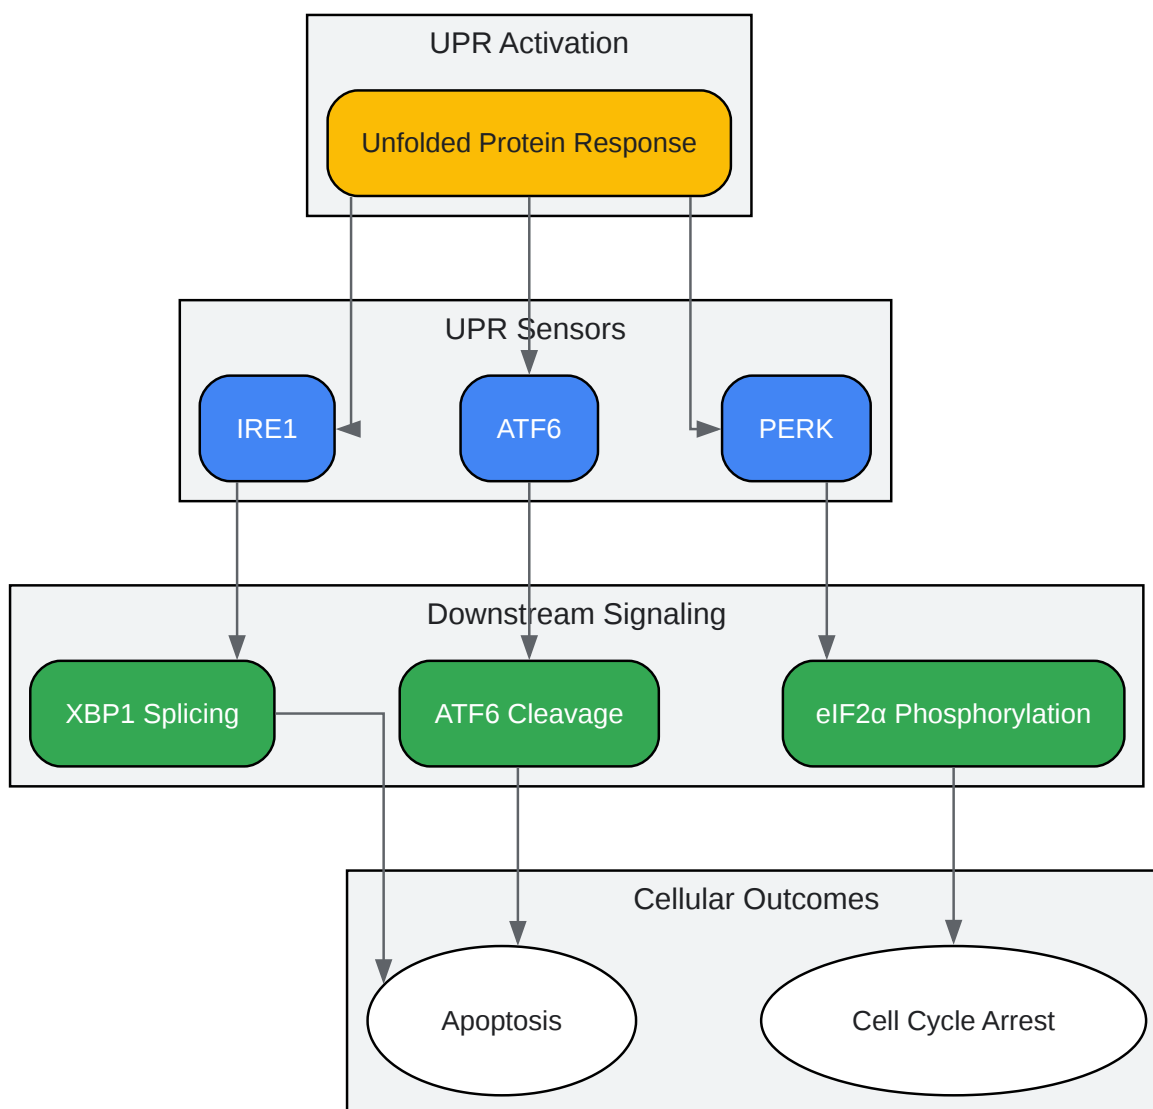 UPR Activation
Unfolded Protein Response
UPR Sensors
IRE1
ATF6
PERK
Downstream Signaling
XBP1 Splicing
ATF6 Cleavage
eIF2α Phosphorylation
Cellular Outcomes
Apoptosis
Cell Cycle Arrest